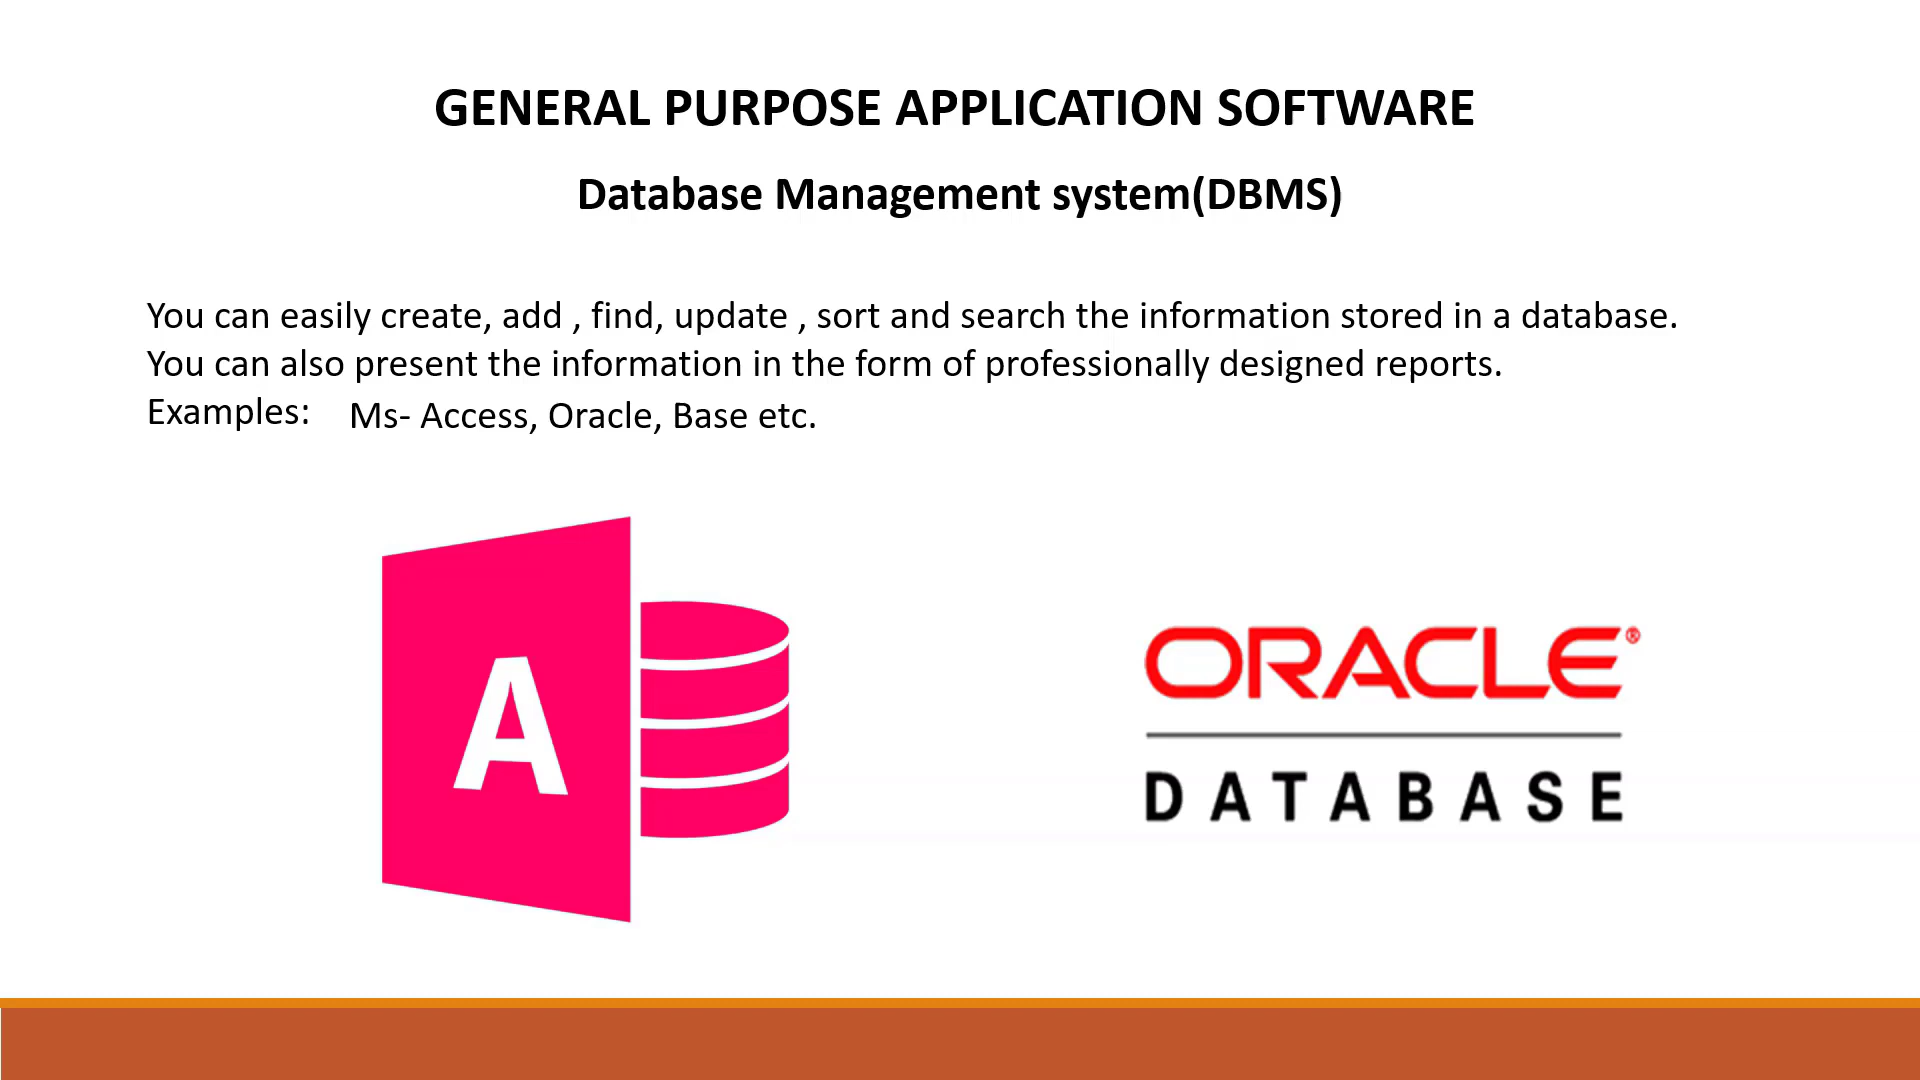 GENERAL PURPOSE APPLICATION SOFTWARE
Database Management system(DBMS)
You can easily create, add , find, update , sort and search the information stored in a database.
You can also present the information in the form of professionally designed reports.
Examples: Ms- Access, Oracle, Base etc.
A
ORACLE®
DATABASE